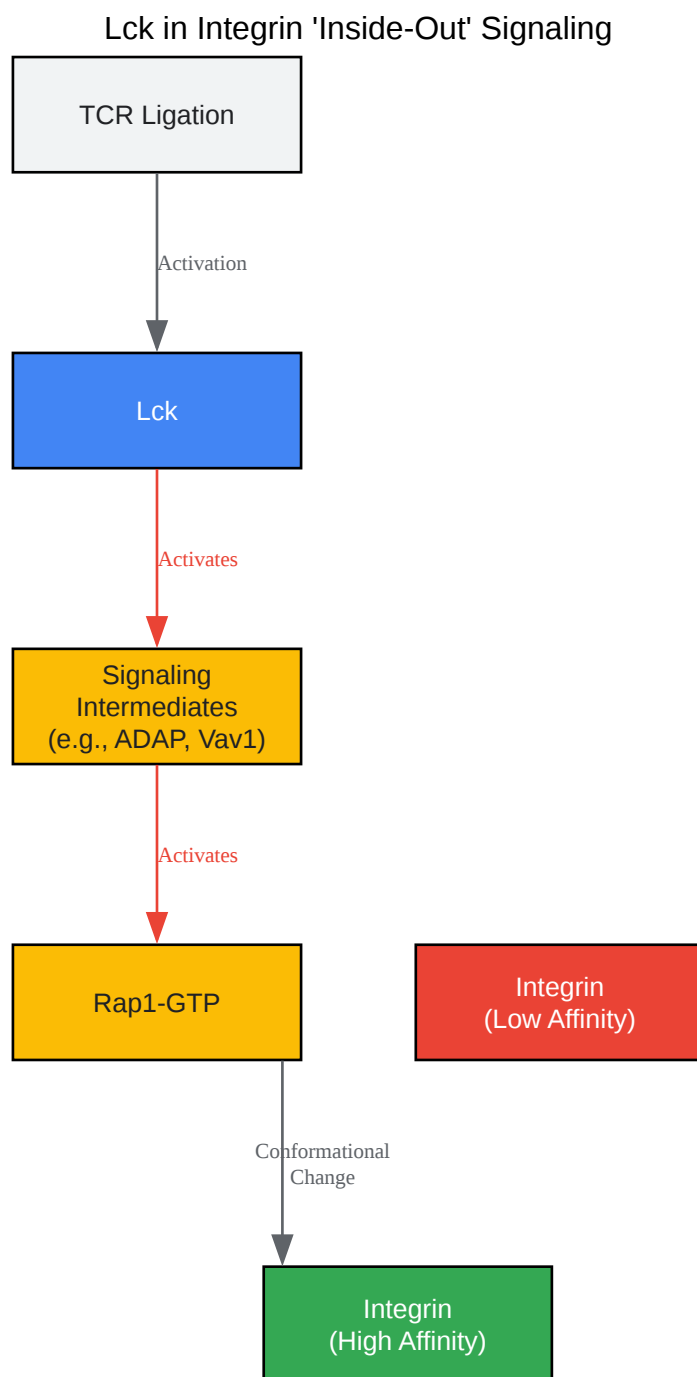 Lck in Integrin 'Inside-Out' Signaling
TCR Ligation
Activation
Lck
Activates
Signaling
Intermediates
(e.g., ADAP, Vav1)
Activates
Rap1-GTP
Integrin
(Low Affinity)
Conformational
Change
Integrin
(High Affinity)